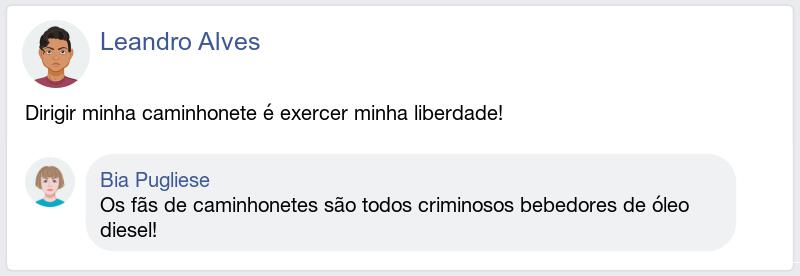 Leandro Alves
Dirigir minha caminhonete é exercer minha liberdade!
Bia Pugliese
Os fãs de caminhonetes são todos criminosos bebedores de óleo
diesel!